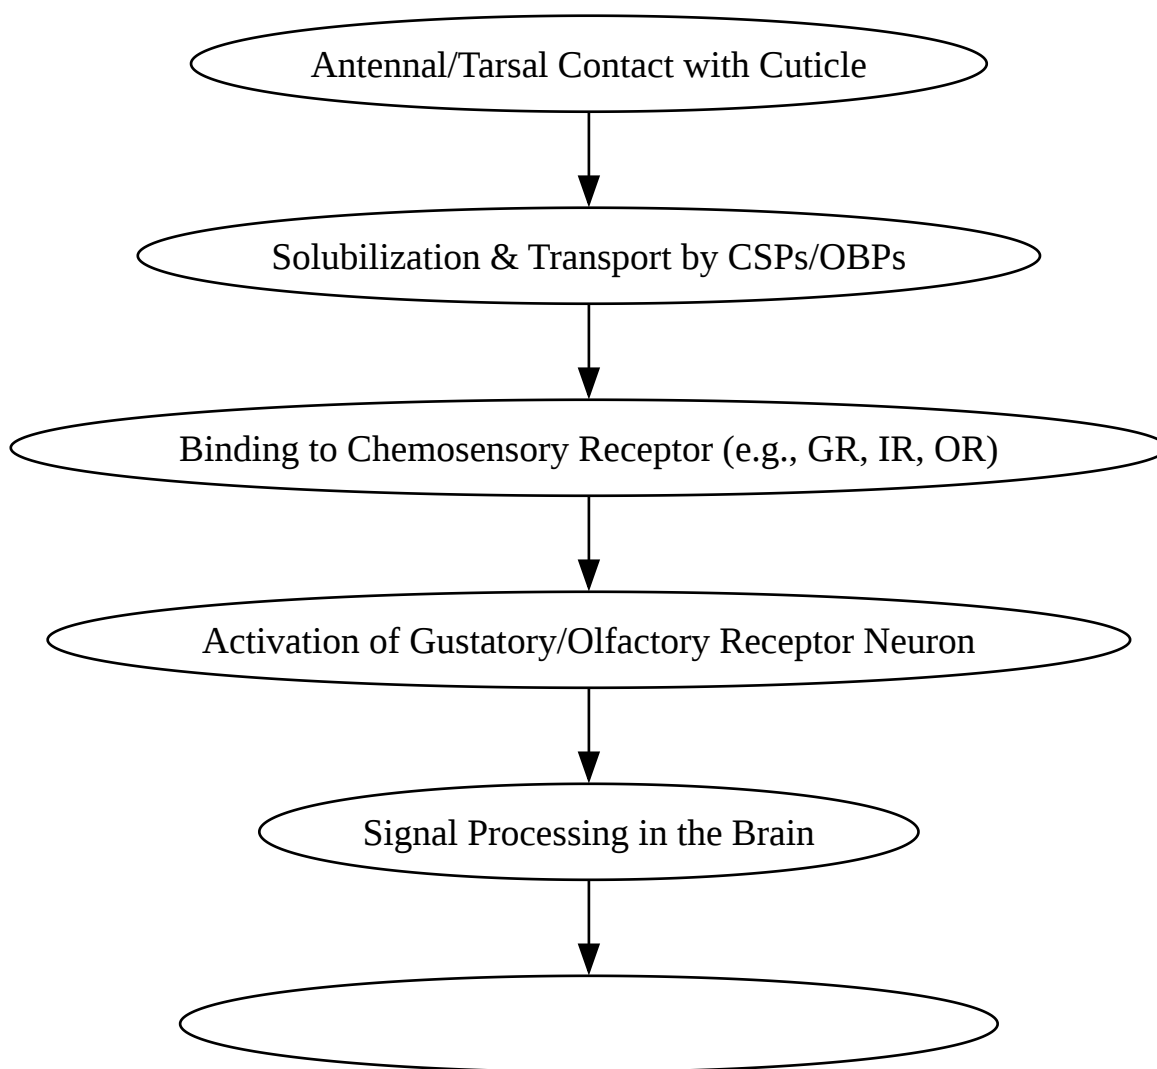 Antennal/Tarsal Contact with Cuticle
Solubilization & Transport by CSPs/OBPs
Binding to Chemosensory Receptor (e.g., GR, IR, OR)
Activation of Gustatory/Olfactory Receptor Neuron
Signal Processing in the Brain